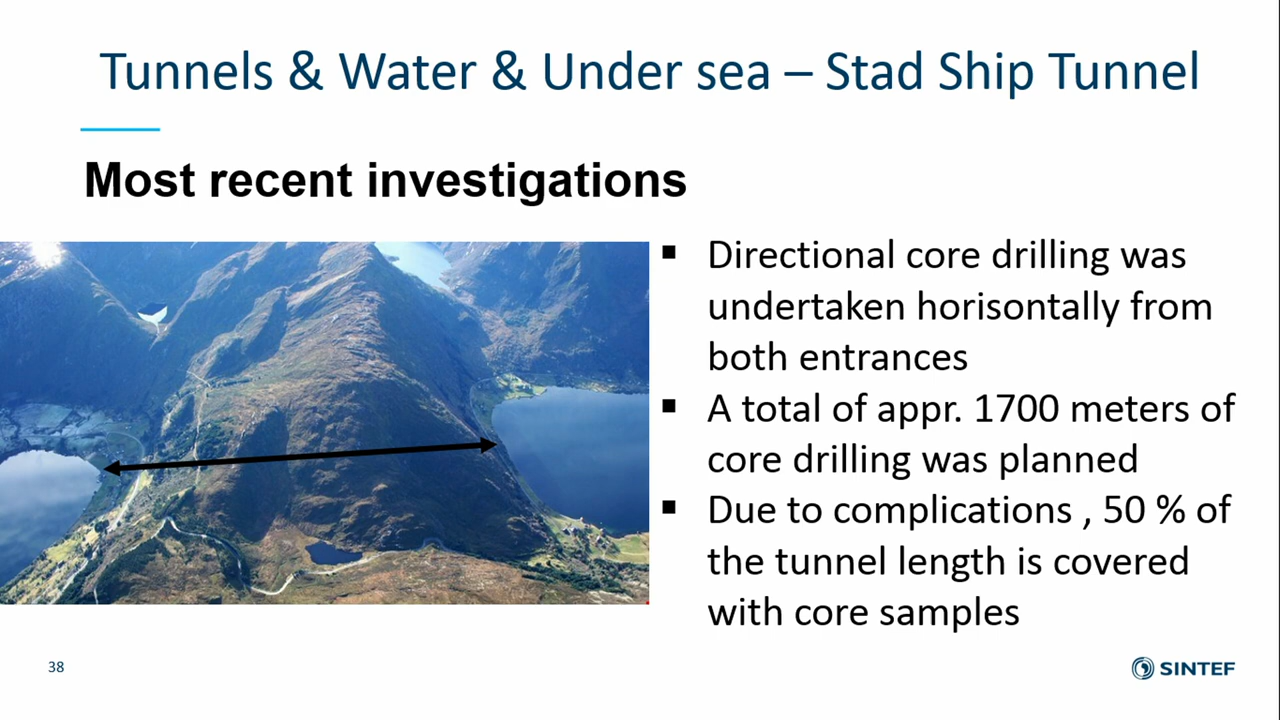 Tunnels & Water & Under sea – Stad Ship Tunnel
Most recent investigations
▪ Directional core drilling was
undertaken horisontally from
both entrances
▪ A total of appr. 1700 meters of
core drilling was planned
▪ Due to complications , 50 % of
the tunnel length is covered
with core samples
38
SINTEF